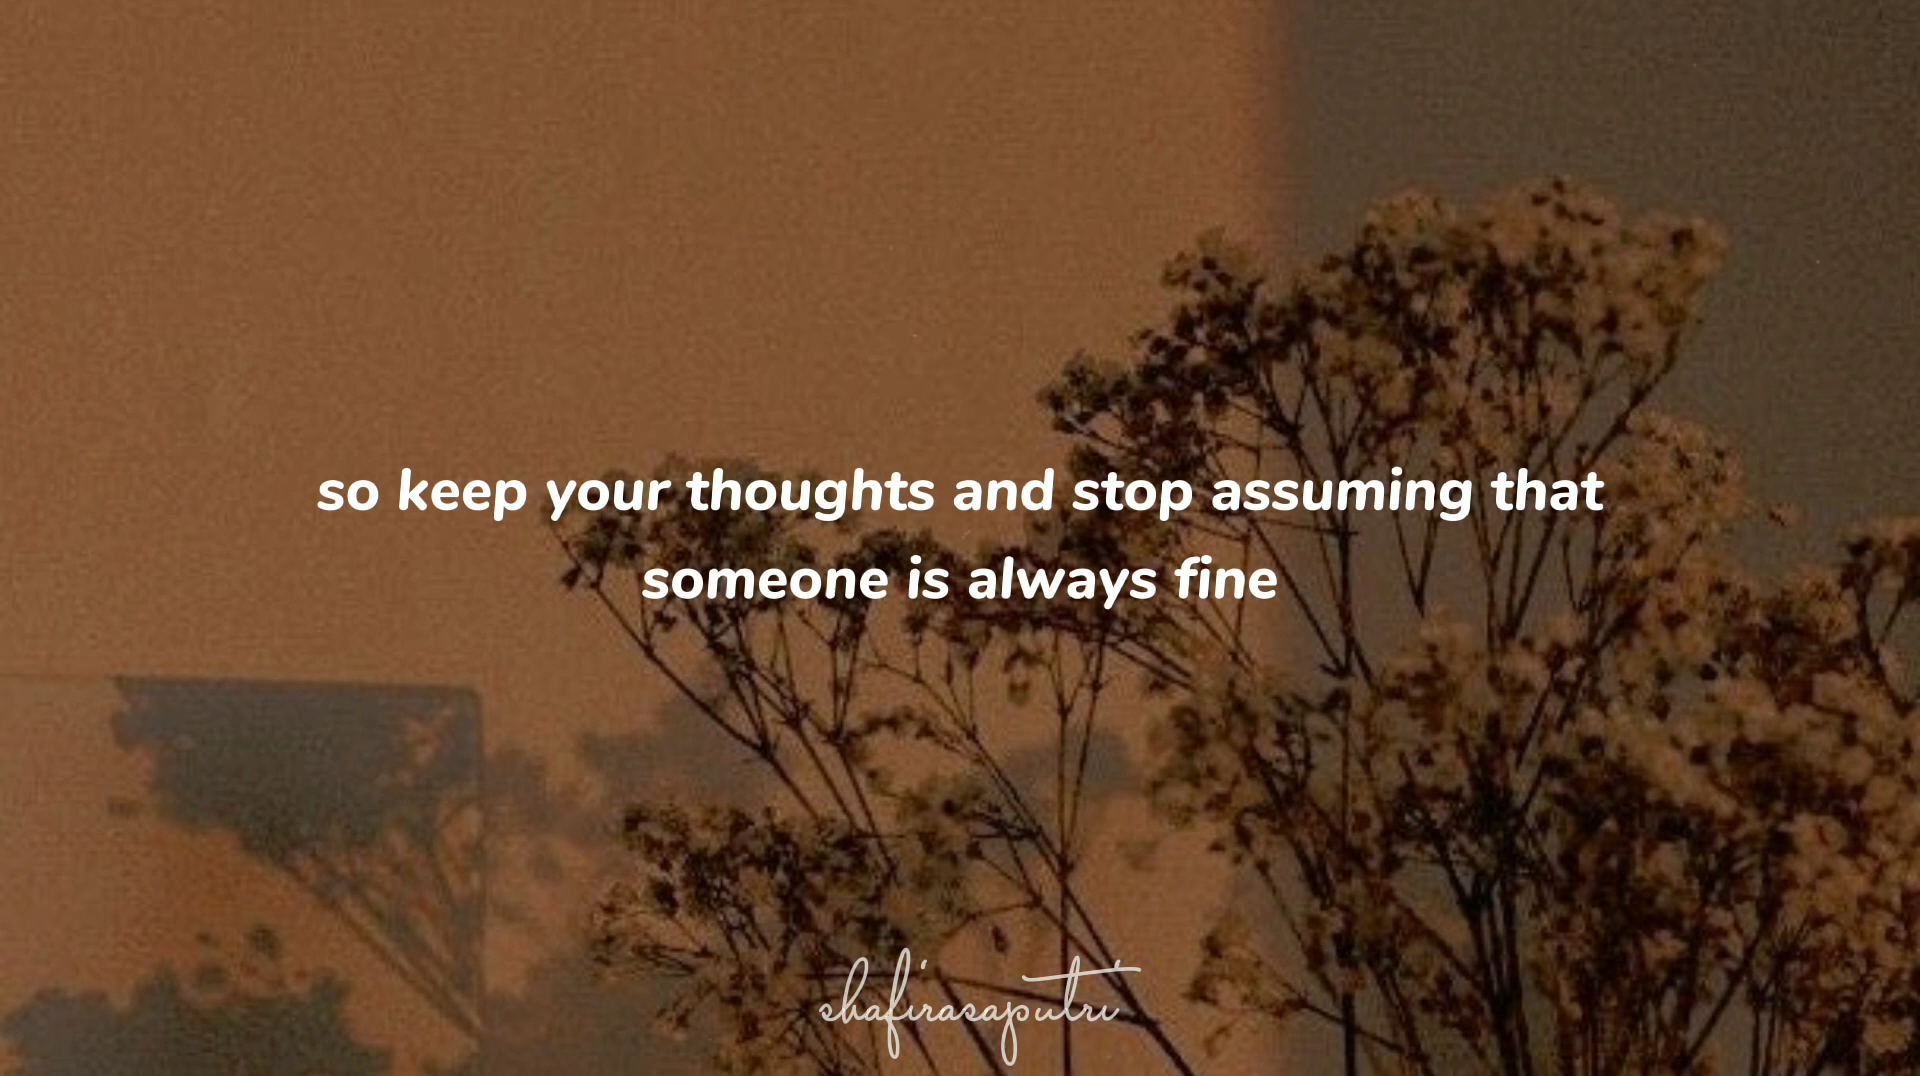 so keep your thoughts and stop assuming that
someone is always fine
shafirasaputri